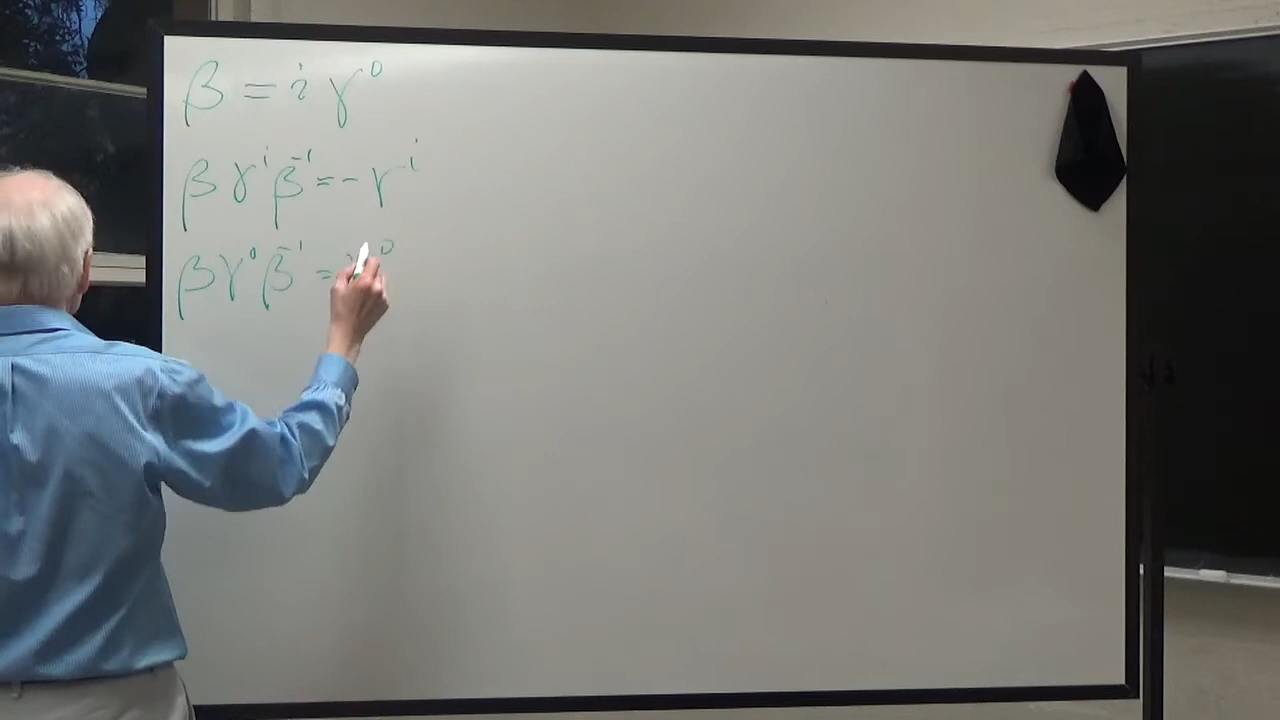 β = i γ⁰
β γⁱ β⁻¹ = - γⁱ
β γ⁰ β⁻¹ = γ⁰